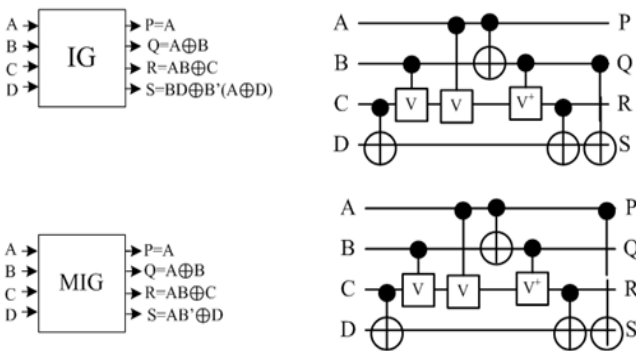 A P=A A P
B Q=A⊕B B Q
IG
C R=AB⊕C C V V V⁺ R
D S=BD⊕B'(A⊕D) D S
A P=A A P
B Q=A⊕B B Q
MIG
C R=AB⊕C C V V V⁺ R
D S=AB'⊕D D S